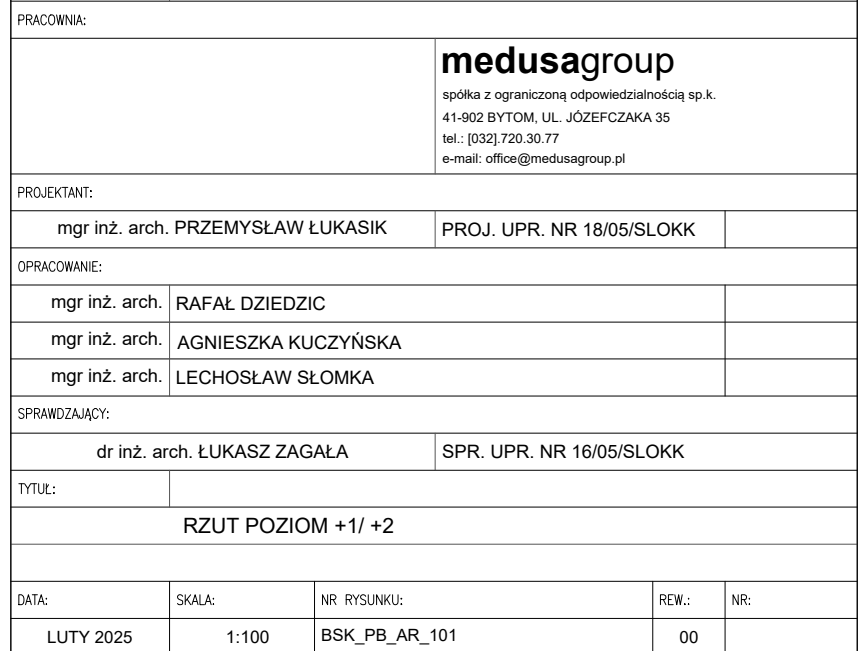 PRACOWNIA:
medusagroup
spółka z ograniczoną odpowiedzialnością sp.k.
41-902 BYTOM, UL. JÓZEFCZAKA 35
tel.: [032].720.30.77
e-mail: office@medusagroup.pl
PROJEKTANT:
mgr inż. arch. PRZEMYSŁAW ŁUKASIK PROJ. UPR. NR 18/05/SLOKK
OPRACOWANIE:
mgr inż. arch. RAFAŁ DZIEDZIC
mgr inż. arch. AGNIESZKA KUCZYŃSKA
mgr inż. arch. LECHOSŁAW SŁOMKA
SPRAWDZAJĄCY:
dr inż. arch. ŁUKASZ ZAGAŁA SPR. UPR. NR 16/05/SLOKK
TYTUŁ:
RZUT POZIOM +1/ +2
DATA: SKALA: NR RYSUNKU: REW.: NR:
LUTY 2025 1:100 BSK_PB_AR_101 00